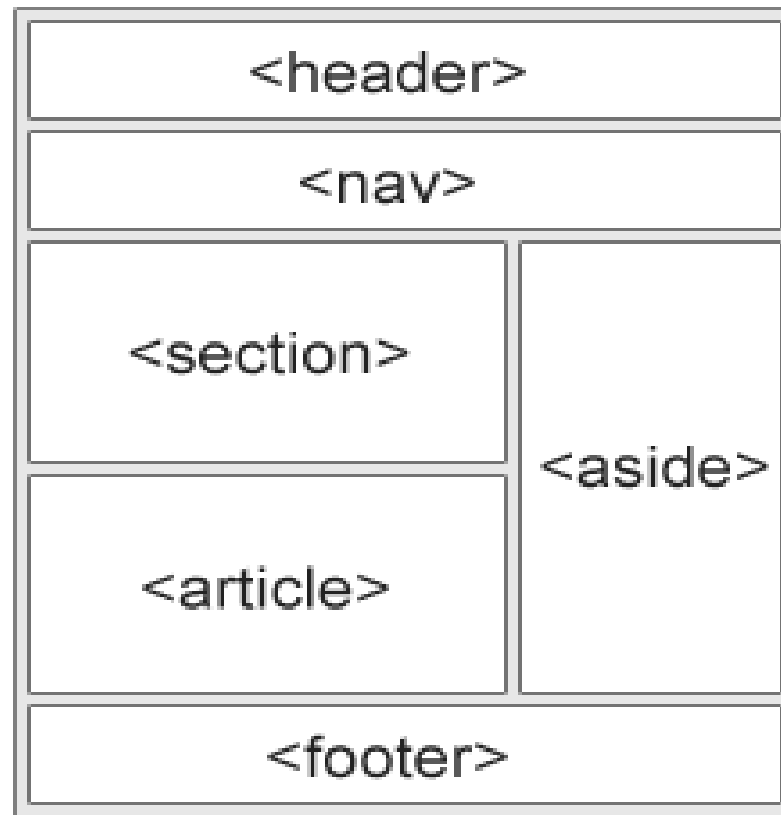 <header>
<nav>
<section>
<aside>
<article>
<footer>